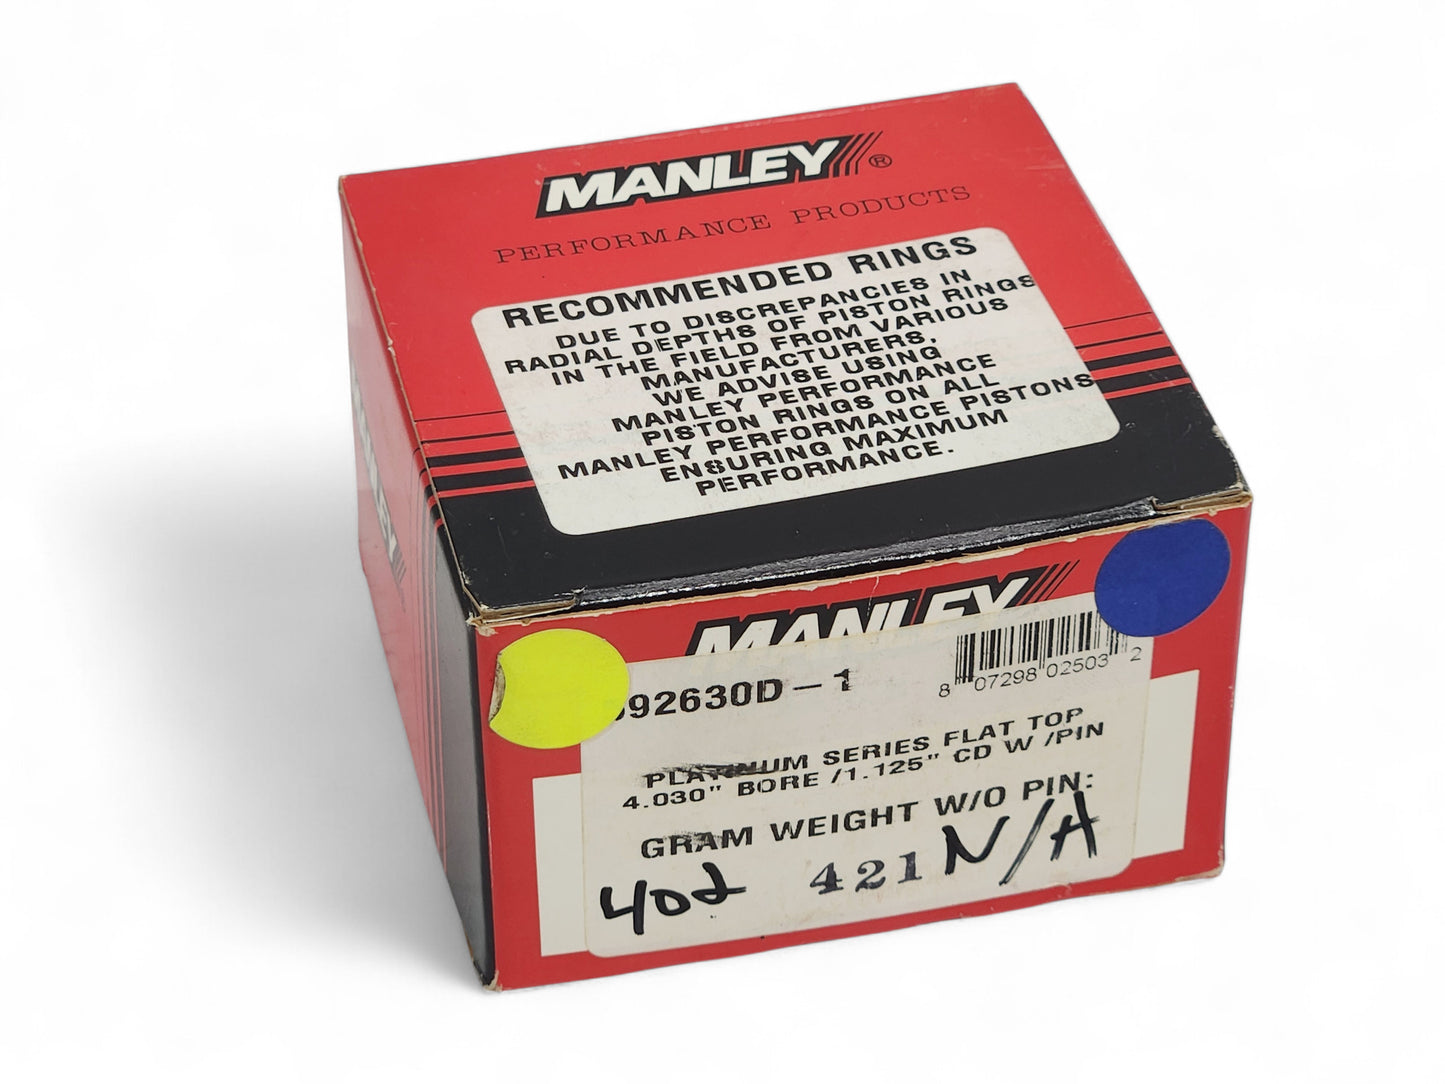 MANLEY®
PERFORMANCE PRODUCTS
RECOMMENDED RINGS
DUE TO DISCREPANCIES IN
RADIAL DEPTHS OF PISTON RINGS
IN THE FIELD FROM VARIOUS
MANUFACTURERS,
WE ADVISE USING
MANLEY PERFORMANCE
PISTON RINGS ON ALL
MANLEY PERFORMANCE PISTONS
ENSURING MAXIMUM
PERFORMANCE.
MANLEY
MANLEY
92630D-1
8 07298 02503 2
PLATINUM SERIES FLAT TOP
4.030" BORE /1.125" CD W /PIN
GRAM WEIGHT W/O PIN:
402 421 N/A